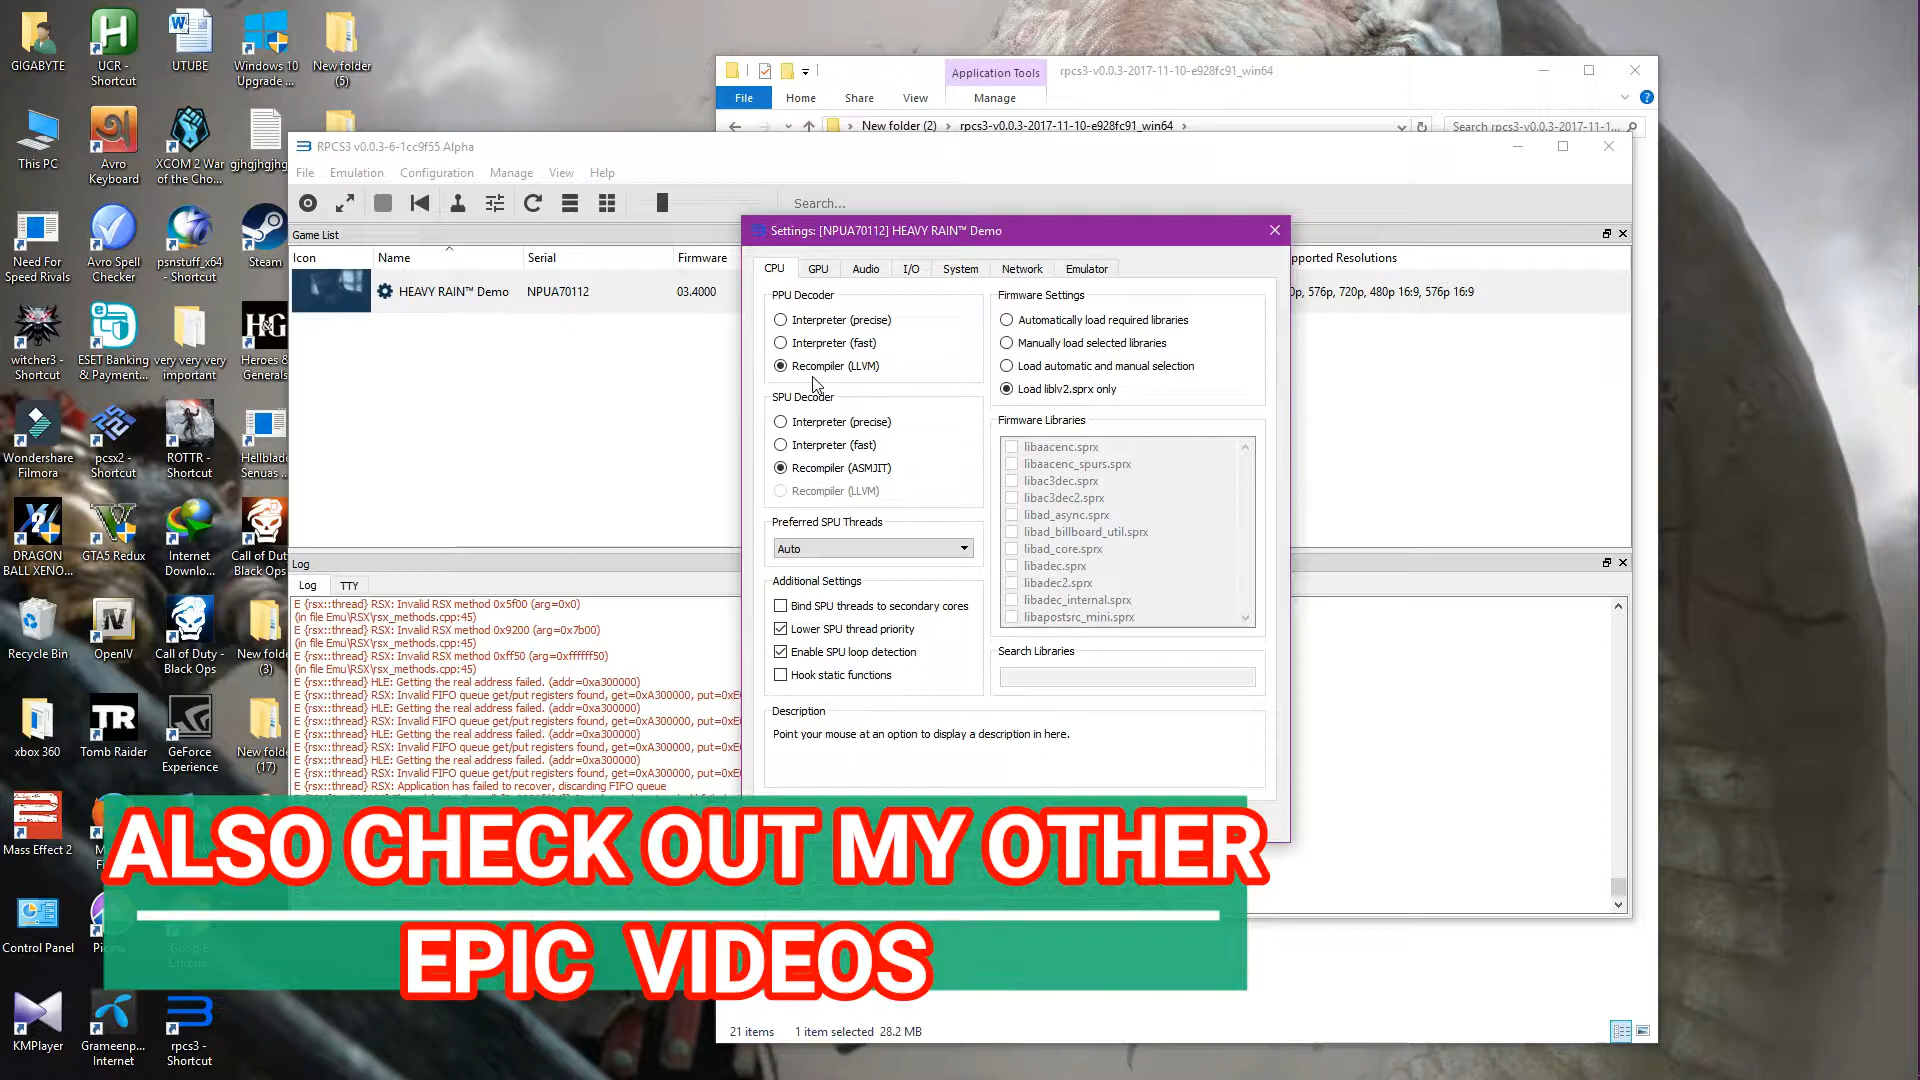 GIGABYTE
UCR -
Shortcut
UTUBE
Windows 10
Upgrade ...
New folder
(5)
This PC
Avro
Keyboard
XCOM 2 War
of the Cho...
gjhgjhgjhg
Need For
Speed Rivals
Avro Spell
Checker
psnstuff_x64
- Shortcut
Steam
witcher3 -
Shortcut
ESET Banking
& Payment...
very very very
important
Heroes &
Generals
Wondershare
Filmora
pcsx2 -
Shortcut
ROTTR -
Shortcut
Hellblade
Senuas ...
DRAGON
BALL XENO...
GTA5 Redux
Internet
Downlo...
Call of Duty
Black Ops
Recycle Bin
OpenIV
Call of Duty -
Black Ops
New folde
(3)
xbox 360
Tomb Raider
GeForce
Experience
New folde
(17)
Mass Effect 2
Control Panel
KMPlayer
Grameenp...
Internet
rpcs3 -
Shortcut
Application Tools
rpcs3-v0.0.3-2017-11-10-e928fc91_win64
File
Home
Share
View
Manage
New folder (2)
rpcs3-v0.0.3-2017-11-10-e928fc91_win64
Search rpcs3-v0.0.3-2017-11-1...
RPCS3 v0.0.3-6-1cc9f55 Alpha
File
Emulation
Configuration
Manage
View
Help
Search...
Game List
Icon
Name
Serial
Firmware
pported Resolutions
HEAVY RAIN™ Demo
NPUA70112
03.4000
0p, 576p, 720p, 480p 16:9, 576p 16:9
Settings: [NPUA70112] HEAVY RAIN™ Demo
CPU
GPU
Audio
I/O
System
Network
Emulator
PPU Decoder
Interpreter (precise)
Interpreter (fast)
Recompiler (LLVM)
SPU Decoder
Interpreter (precise)
Interpreter (fast)
Recompiler (ASMJIT)
Recompiler (LLVM)
Preferred SPU Threads
Auto
Additional Settings
Bind SPU threads to secondary cores
Lower SPU thread priority
Enable SPU loop detection
Hook static functions
Firmware Settings
Automatically load required libraries
Manually load selected libraries
Load automatic and manual selection
Load liblv2.sprx only
Firmware Libraries
libaacenc.sprx
libaacenc_spurs.sprx
libac3dec.sprx
libac3dec2.sprx
libad_async.sprx
libad_billboard_util.sprx
libad_core.sprx
libadec.sprx
libadec2.sprx
libadec_internal.sprx
libapostsrc_mini.sprx
Search Libraries
Description
Point your mouse at an option to display a description in here.
Log
Log
TTY
E {rsx::thread} RSX: Invalid RSX method 0x5f00 (arg=0x0)
(in file Emu\RSX\rsx_methods.cpp:45)
E {rsx::thread} RSX: Invalid RSX method 0x9200 (arg=0x7b00)
(in file Emu\RSX\rsx_methods.cpp:45)
E {rsx::thread} RSX: Invalid RSX method 0xff50 (arg=0xffffff50)
(in file Emu\RSX\rsx_methods.cpp:45)
E {rsx::thread} HLE: Getting the real address failed. (addr=0xa300000)
E {rsx::thread} RSX: Invalid FIFO queue get/put registers found, get=0xA300000, put=0xE
E {rsx::thread} HLE: Getting the real address failed. (addr=0xa300000)
E {rsx::thread} RSX: Invalid FIFO queue get/put registers found, get=0xA300000, put=0xE
E {rsx::thread} HLE: Getting the real address failed. (addr=0xa300000)
E {rsx::thread} RSX: Invalid FIFO queue get/put registers found, get=0xA300000, put=0xE
E {rsx::thread} HLE: Getting the real address failed. (addr=0xa300000)
E {rsx::thread} RSX: Invalid FIFO queue get/put registers found, get=0xA300000, put=0xE
E {rsx::thread} RSX: Application has failed to recover, discarding FIFO queue
ALSO CHECK OUT MY OTHER
EPIC VIDEOS
21 items
1 item selected 28.2 MB